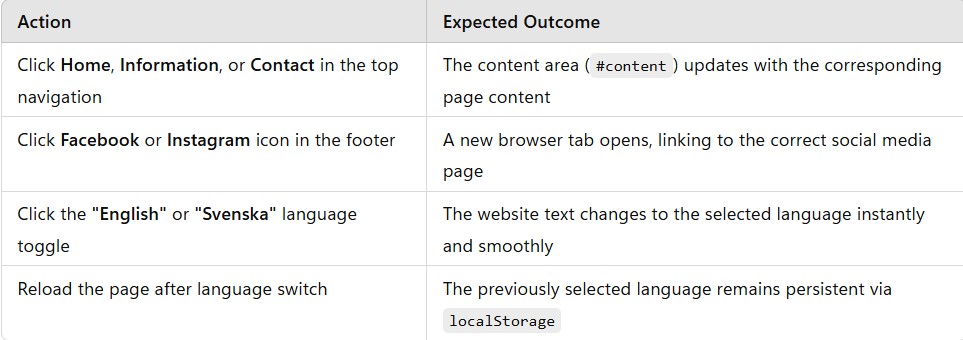 Action
Expected Outcome
Click Home, Information, or Contact in the top
navigation
The content area ( #content ) updates with the corresponding
page content
Click Facebook or Instagram icon in the footer
A new browser tab opens, linking to the correct social media
page
Click the "English" or "Svenska" language
toggle
The website text changes to the selected language instantly
and smoothly
Reload the page after language switch
The previously selected language remains persistent via
localStorage